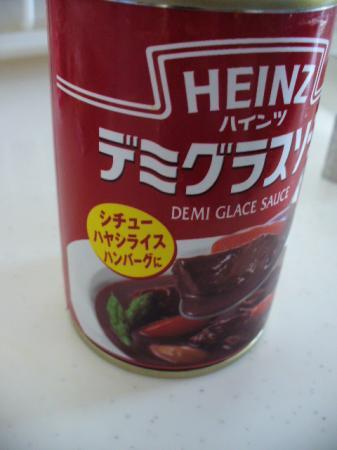 HEINZ
ハインツ
デミグラスソ
DEMI GLACE SAUCE
シチュー
ハヤシライス
ハンバーグに